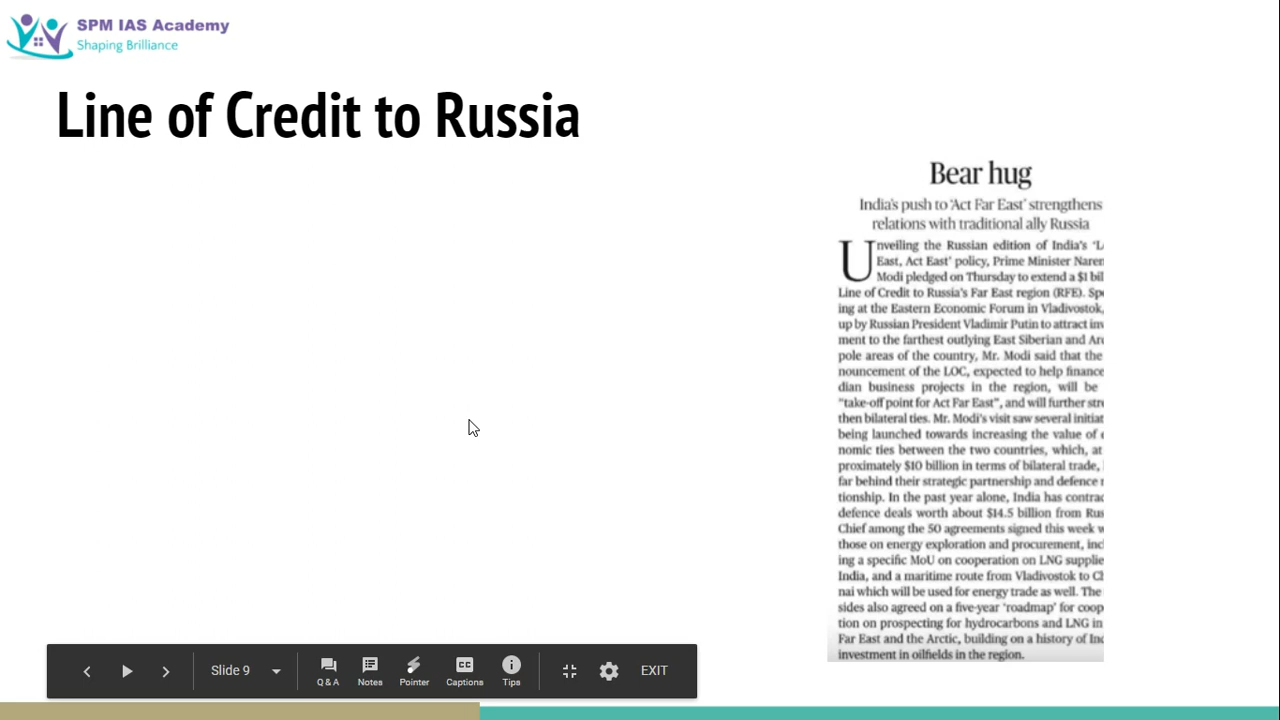 SPM IAS Academy
Shaping Brilliance
Line of Credit to Russia
Bear hug
India's push to 'Act Far East' strengthens
relations with traditional ally Russia
Unveiling the Russian edition of India's 'L
East, Act East' policy, Prime Minister Naren
Modi pledged on Thursday to extend a $1 bil
Line of Credit to Russia's Far East region (RFE). Spe
ing at the Eastern Economic Forum in Vladivostok,
up by Russian President Vladimir Putin to attract inv
ment to the farthest outlying East Siberian and Arc
pole areas of the country, Mr. Modi said that the
nouncement of the LOC, expected to help finance
dian business projects in the region, will be
"take-off point for Act Far East", and will further stre
then bilateral ties. Mr. Modi's visit saw several initiat
being launched towards increasing the value of e
nomic ties between the two countries, which, at
proximately $10 billion in terms of bilateral trade,
far behind their strategic partnership and defence r
tionship. In the past year alone, India has contrac
defence deals worth about $14.5 billion from Rus
Chief among the 50 agreements signed this week w
those on energy exploration and procurement, incl
ing a specific MoU on cooperation on LNG supplie
India, and a maritime route from Vladivostok to Ch
nai which will be used for energy trade as well. The
sides also agreed on a five-year 'roadmap' for coop
tion on prospecting for hydrocarbons and LNG in
Far East and the Arctic, building on a history of Ind
investment in oilfields in the region.
Slide 9
Q & A
Notes
Pointer
CC
Captions
Tips
EXIT